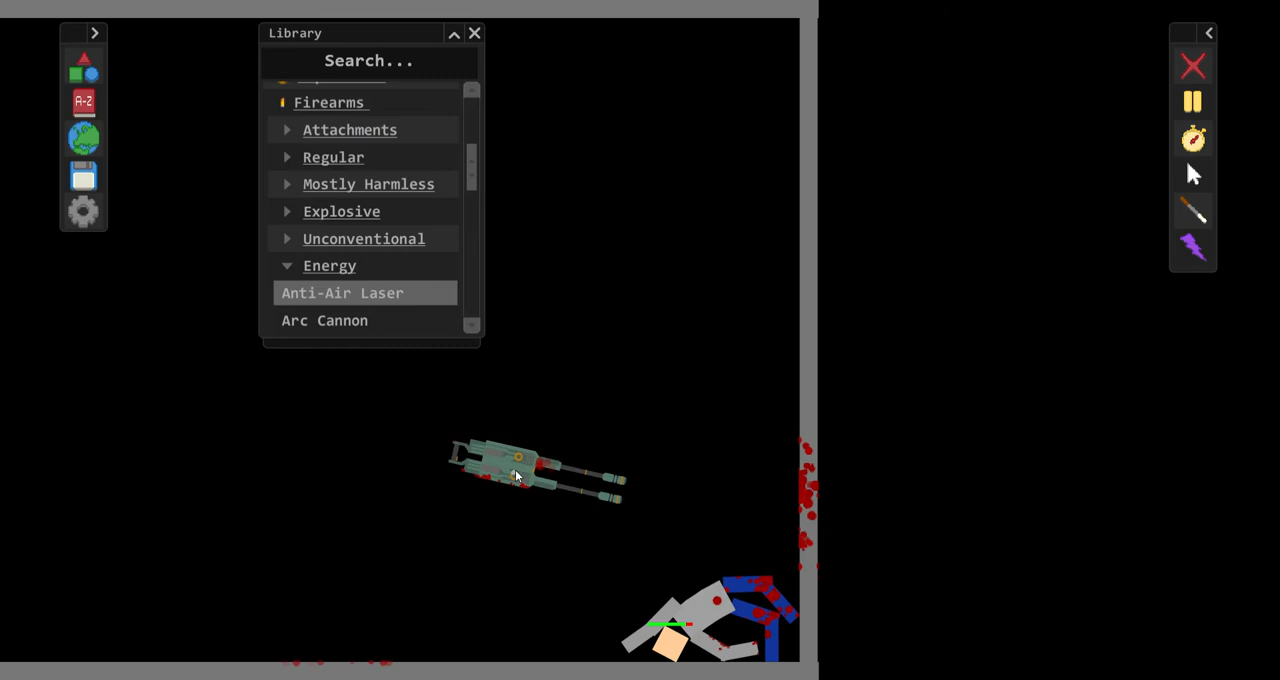 Library
Search...
Firearms
Attachments
Regular
Mostly Harmless
Explosive
Unconventional
Energy
Anti-Air Laser
Arc Cannon
A-Z